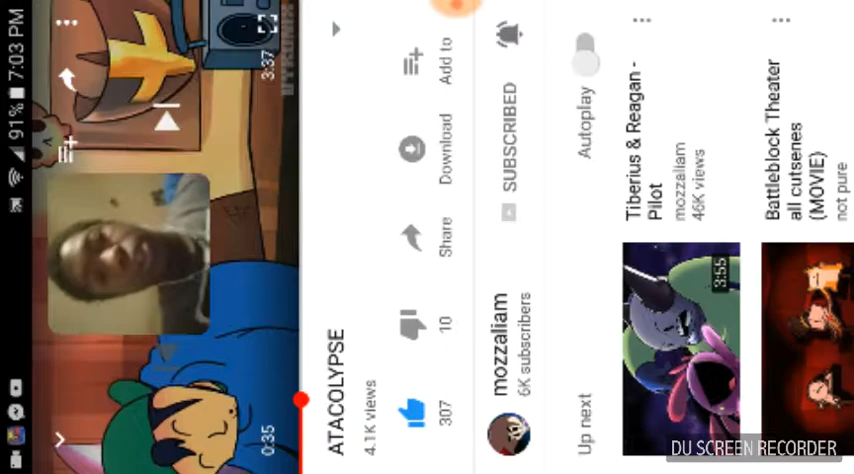 91% 7:03 PM
3:37
0:35
ATACOLYPSE
4.1K views
307
10
Share
Download
Add to
mozzaliam
6K subscribers
SUBSCRIBED
Up next
Autoplay
3:55
Tiberius & Reagan -
Pilot
mozzaliam
46K views
Battleblock Theater
all cutsenes
(MOVIE)
not pure
DU SCREEN RECORDER